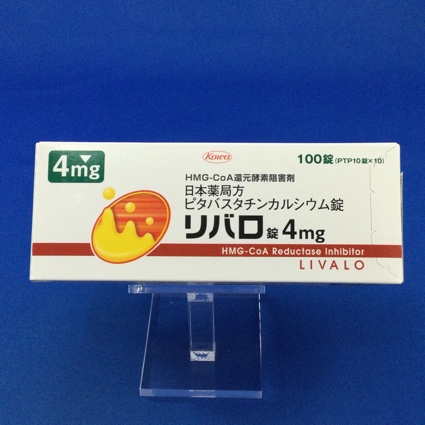 4mg
Kowa
100錠(PTP10錠×10)
HMG-CoA還元酵素阻害剤
日本薬局方
ピタバスタチンカルシウム錠
リバロ錠4mg
HMG-CoA Reductase Inhibitor
LIVALO